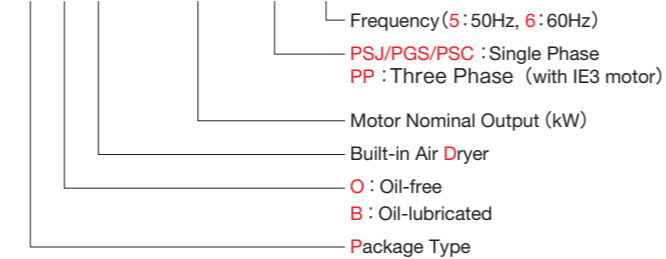 Frequency(5:50Hz, 6:60Hz)
PSJ/PGS/PSC :Single Phase
PP :Three Phase (with IE3 motor)
Motor Nominal Output (kW)
Built-in Air Dryer
O : Oil-free
B : Oil-lubricated
Package Type